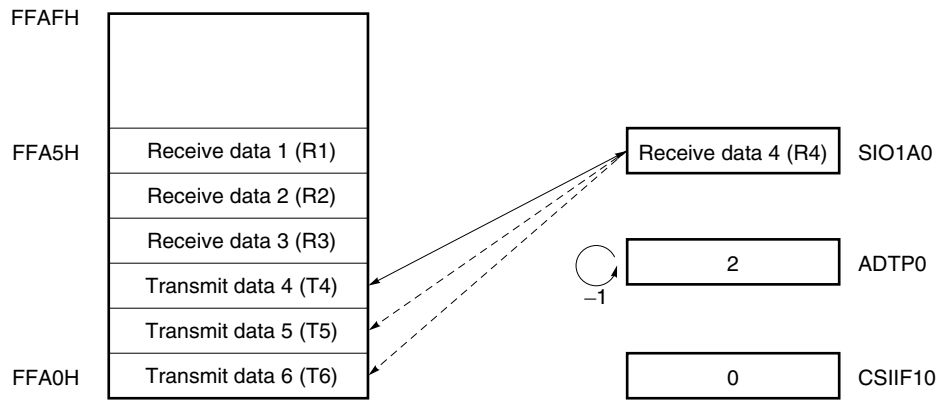 FFAFH
FFA5H
Receive data 1 (R1)
Receive data 2 (R2)
Receive data 3 (R3)
Transmit data 4 (T4)
Transmit data 5 (T5)
FFA0H
Transmit data 6 (T6)
Receive data 4 (R4)
SIO1A0
2
ADTP0
−1
0
CSIIF10